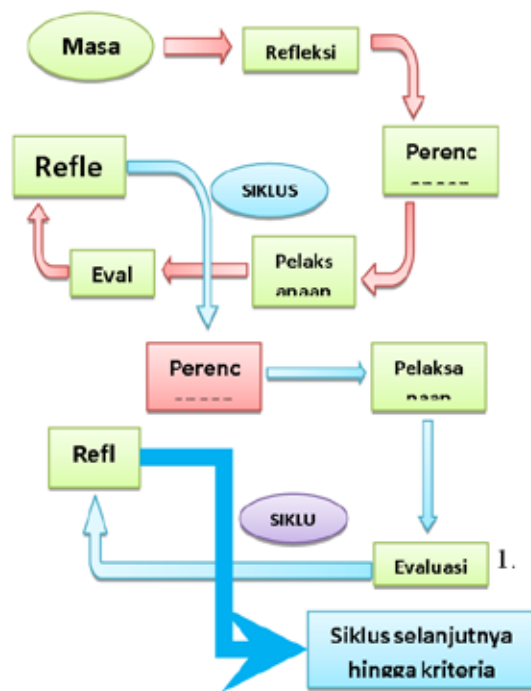 Masa
Refleksi
Perenc
Refle
SIKLUS
Pelaks
anaan
Eval
Perenc
Pelaksa
naan
Refl
SIKLU
Evaluasi
1.
Siklus selanjutnya
hingga kriteria